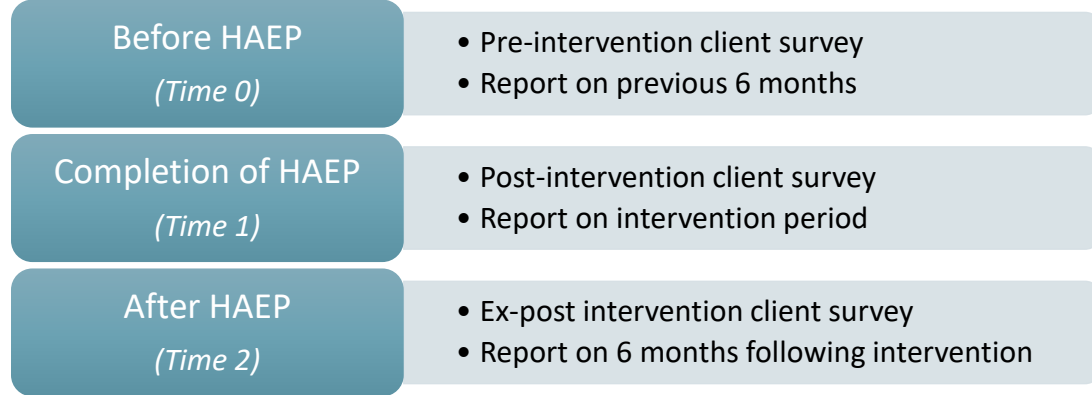 Before HAEP
(Time 0)
• Pre-intervention client survey
• Report on previous 6 months
Completion of HAEP
(Time 1)
• Post-intervention client survey
• Report on intervention period
After HAEP
(Time 2)
• Ex-post intervention client survey
• Report on 6 months following intervention